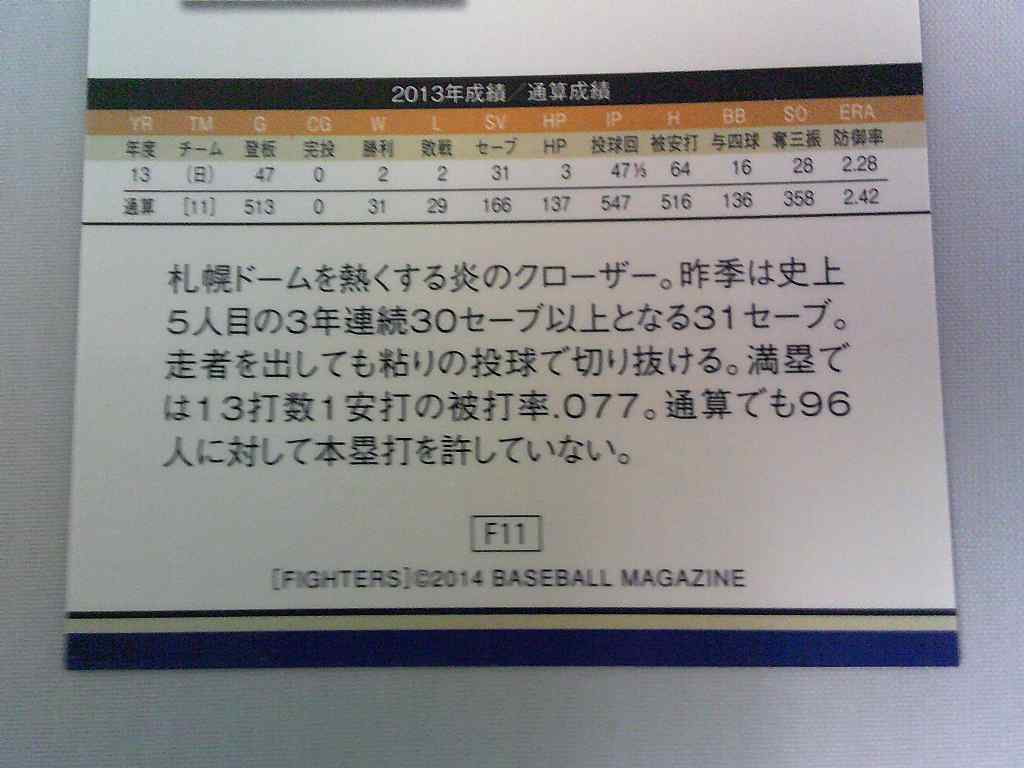 2013年成績／通算成績
YR TM G CG W L SV HP IP H BB SO ERA
年度 チーム 登板 完投 勝利 敗戦 セーブ HP 投球回 被安打 与四球 奪三振 防御率
13 (日) 47 0 2 2 31 3 47⅓ 64 16 28 2.28
通算 [11] 513 0 31 29 166 137 547 516 136 358 2.42
札幌ドームを熱くする炎のクローザー。昨季は史上
5人目の3年連続30セーブ以上となる31セーブ。
走者を出しても粘りの投球で切り抜ける。満塁で
は13打数1安打の被打率.077。通算でも96
人に対して本塁打を許していない。
F11
[FIGHTERS]©2014 BASEBALL MAGAZINE